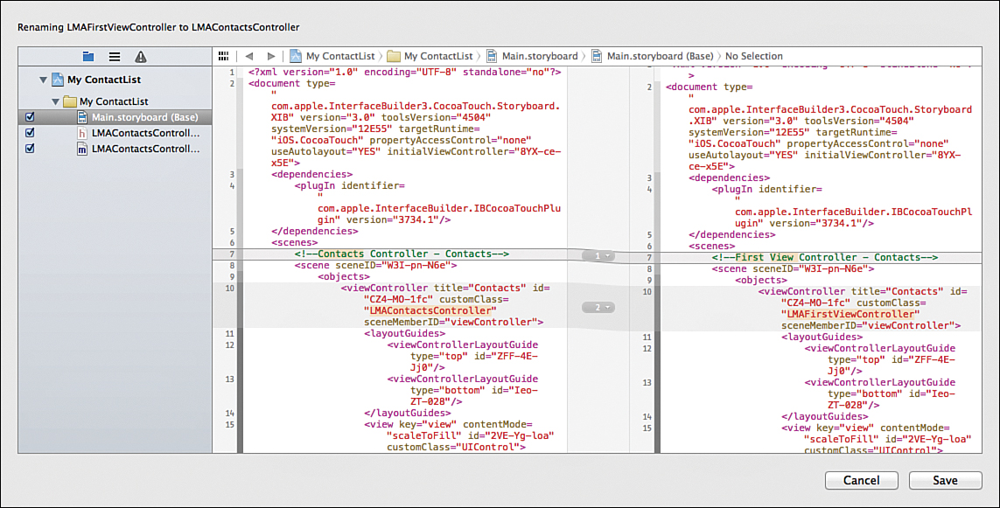 Renaming LMAFirstViewController to LMAContactsController
My ContactList
My ContactList
Main.storyboard (Base)
LMAContactsControll...
LMAContactsControll...
My ContactList
My ContactList
Main.storyboard
Main.storyboard (Base)
No Selection
1 <?xml version="1.0" encoding="UTF-8" standalone="no"?>
2 <document type=
"
com.apple.InterfaceBuilder3.CocoaTouch.Storyboard.
XIB" version="3.0" toolsVersion="4504"
systemVersion="12E55" targetRuntime=
"iOS.CocoaTouch" propertyAccessControl="none"
useAutolayout="YES" initialViewController="8YX-ce-
x5E">
3 <dependencies>
4 <plugIn identifier=
"
com.apple.InterfaceBuilder.IBCocoaTouchPlu
gin" version="3734.1"/>
5 </dependencies>
6 <scenes>
7 <!--Contacts Controller - Contacts-->
8 <scene sceneID="W3I-pn-N6e">
9 <objects>
10 <viewController title="Contacts" id=
"CZ4-MO-1fc" customClass=
"LMAContactsController"
sceneMemberID="viewController">
11 <layoutGuides>
12 <viewControllerLayoutGuide
type="top" id="ZFF-4E-
Jj0"/>
13 <viewControllerLayoutGuide
type="bottom" id="Ieo-
ZT-028"/>
14 </layoutGuides>
15 <view key="view" contentMode=
"scaleToFill" id="2VE-Yg-loa"
customClass="UIControl">
1
2
<?xml version="1.0" encoding="UTF-8" standalone="no"?
>
2 <document type=
"
com.apple.InterfaceBuilder3.CocoaTouch.Storyboard
.XIB" version="3.0" toolsVersion="4504"
systemVersion="12E55" targetRuntime=
"iOS.CocoaTouch" propertyAccessControl="none"
useAutolayout="YES" initialViewController="8YX-
ce-x5E">
3 <dependencies>
4 <plugIn identifier=
"
com.apple.InterfaceBuilder.IBCocoaTouchPl
ugin" version="3734.1"/>
5 </dependencies>
6 <scenes>
7 <!--First View Controller - Contacts-->
8 <scene sceneID="W3I-pn-N6e">
9 <objects>
10 <viewController title="Contacts" id=
"CZ4-MO-1fc" customClass=
"LMAFirstViewController"
sceneMemberID="viewController">
11 <layoutGuides>
12 <viewControllerLayoutGuide
type="top" id="ZFF-4E-
Jj0"/>
13 <viewControllerLayoutGuide
type="bottom" id="Ieo-
ZT-028"/>
14 </layoutGuides>
15 <view key="view" contentMode=
"scaleToFill" id="2VE-Yg-loa"
customClass="UIControl">
Cancel
Save